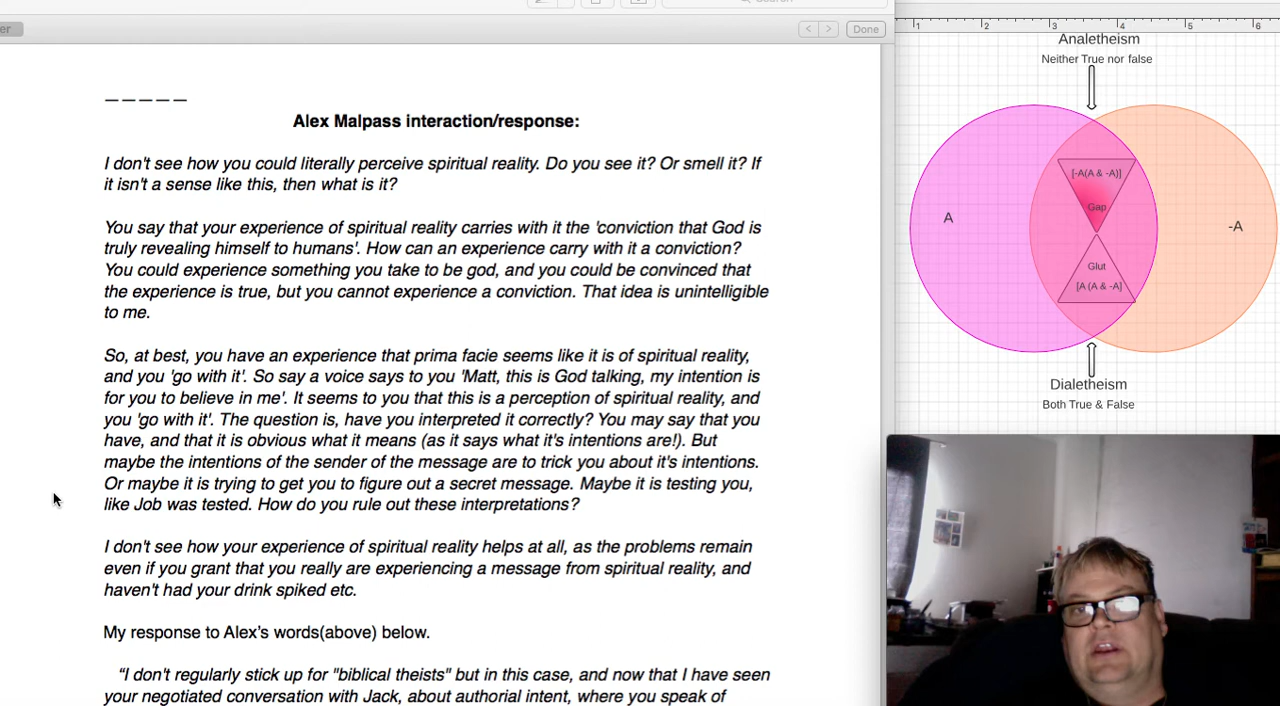 er
Search
Done
— — — — —
Alex Malpass interaction/response:
I don't see how you could literally perceive spiritual reality. Do you see it? Or smell it? If
it isn't a sense like this, then what is it?
You say that your experience of spiritual reality carries with it the 'conviction that God is
truly revealing himself to humans'. How can an experience carry with it a conviction?
You could experience something you take to be god, and you could be convinced that
the experience is true, but you cannot experience a conviction. That idea is unintelligible
to me.
So, at best, you have an experience that prima facie seems like it is of spiritual reality,
and you 'go with it'. So say a voice says to you 'Matt, this is God talking, my intention is
for you to believe in me'. It seems to you that this is a perception of spiritual reality, and
you 'go with it'. The question is, have you interpreted it correctly? You may say that you
have, and that it is obvious what it means (as it says what it's intentions are!). But
maybe the intentions of the sender of the message are to trick you about it's intentions.
Or maybe it is trying to get you to figure out a secret message. Maybe it is testing you,
like Job was tested. How do you rule out these interpretations?
I don't see how your experience of spiritual reality helps at all, as the problems remain
even if you grant that you really are experiencing a message from spiritual reality, and
haven't had your drink spiked etc.
My response to Alex's words(above) below.
“I don't regularly stick up for "biblical theists" but in this case, and now that I have seen
your negotiated conversation with Jack, about authorial intent, where you speak of
1 2 3 4 5 6
Analetheism
Neither True nor false
[-A(A & -A)]
Gap
A
-A
Glut
[A (A & -A]
Dialetheism
Both True & False